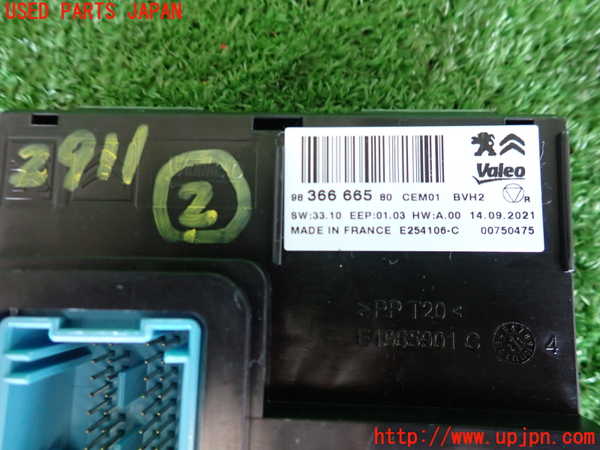 USED PARTS JAPAN
2911
2
Valeo
98 366 665 80 CEM01 BVH2
R
SW:33.10 EEP:01.03 HW:A.00 14.09.2021
MADE IN FRANCE E254106-C 00750475
>PP T20<
C
4
http://www.upjpn.com